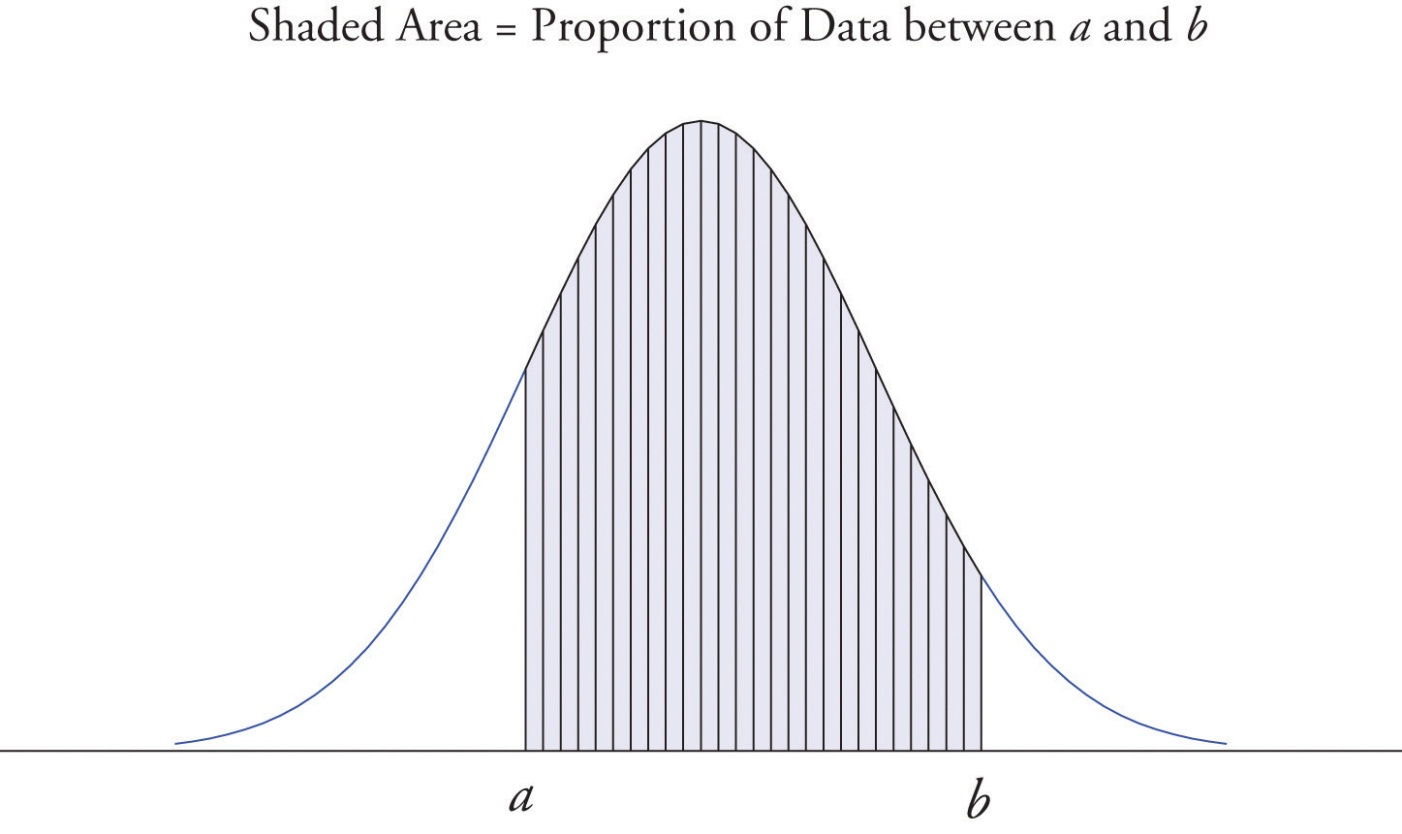 Shaded Area = Proportion of Data between a and b
a b